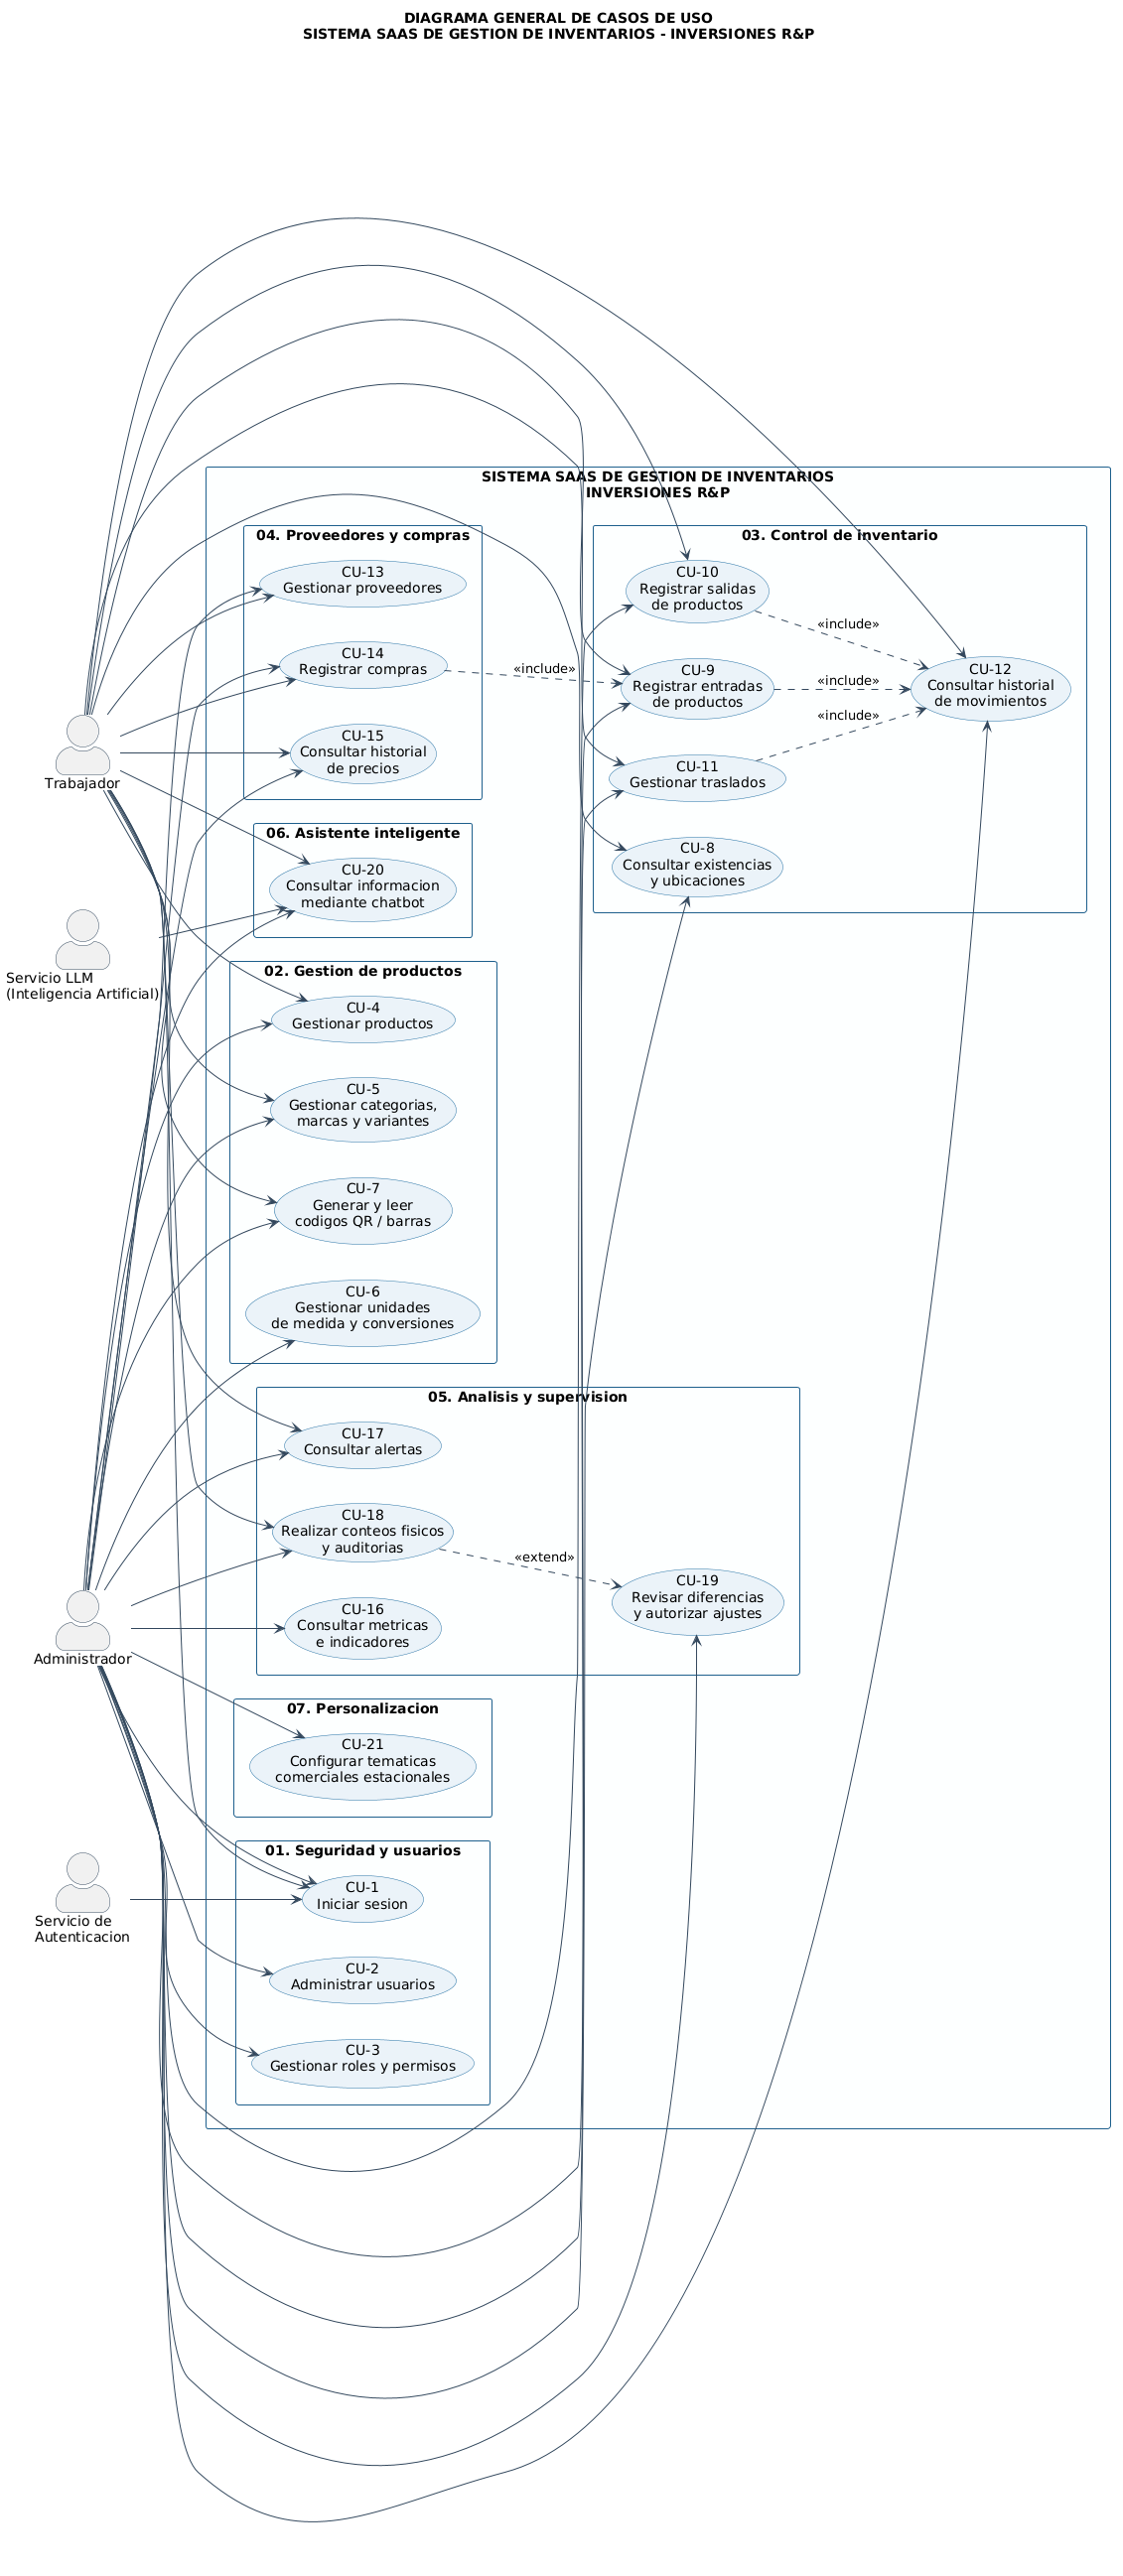 DIAGRAMA GENERAL DE CASOS DE USO
SISTEMA SAAS DE GESTION DE INVENTARIOS - INVERSIONES R&P
SISTEMA SAAS DE GESTION DE INVENTARIOS
INVERSIONES R&P
04. Proveedores y compras
CU-13
Gestionar proveedores
CU-14
Registrar compras
«include»
CU-15
Consultar historial
de precios
03. Control de inventario
CU-10
Registrar salidas
de productos
«include»
CU-9
Registrar entradas
de productos
«include»
CU-12
Consultar historial
de movimientos
«include»
CU-11
Gestionar traslados
CU-8
Consultar existencias
y ubicaciones
Trabajador
06. Asistente inteligente
CU-20
Consultar informacion
mediante chatbot
Servicio LLM
(Inteligencia Artificial)
02. Gestion de productos
CU-4
Gestionar productos
CU-5
Gestionar categorias,
marcas y variantes
CU-7
Generar y leer
codigos QR / barras
CU-6
Gestionar unidades
de medida y conversiones
05. Analisis y supervision
CU-17
Consultar alertas
CU-18
Realizar conteos fisicos
y auditorias
«extend»
CU-19
Revisar diferencias
y autorizar ajustes
CU-16
Consultar metricas
e indicadores
Administrador
07. Personalizacion
CU-21
Configurar tematicas
comerciales estacionales
01. Seguridad y usuarios
CU-1
Iniciar sesion
Servicio de
Autenticacion
CU-2
Administrar usuarios
CU-3
Gestionar roles y permisos